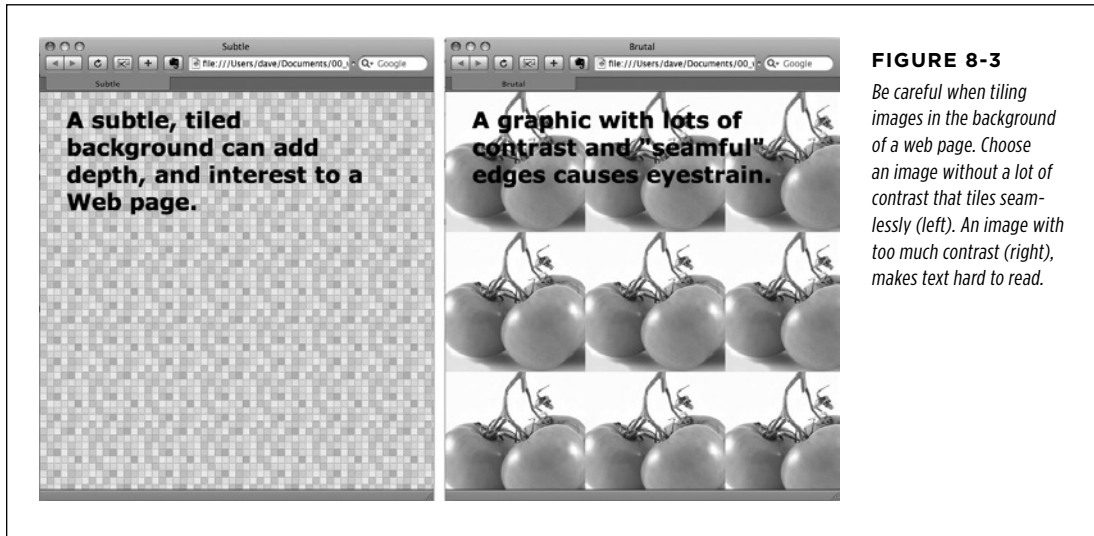 Subtle
file:///Users/dave/Documents/00_
Google
Subtle
A subtle, tiled
background can add
depth, and interest to a
Web page.
Brutal
file:///Users/dave/Documents/00_
Google
Brutal
A graphic with lots of
contrast and "seamful"
edges causes eyestrain.
FIGURE 8-3
Be careful when tiling
images in the background
of a web page. Choose
an image without a lot of
contrast that tiles seam-
lessly (left). An image with
too much contrast (right),
makes text hard to read.